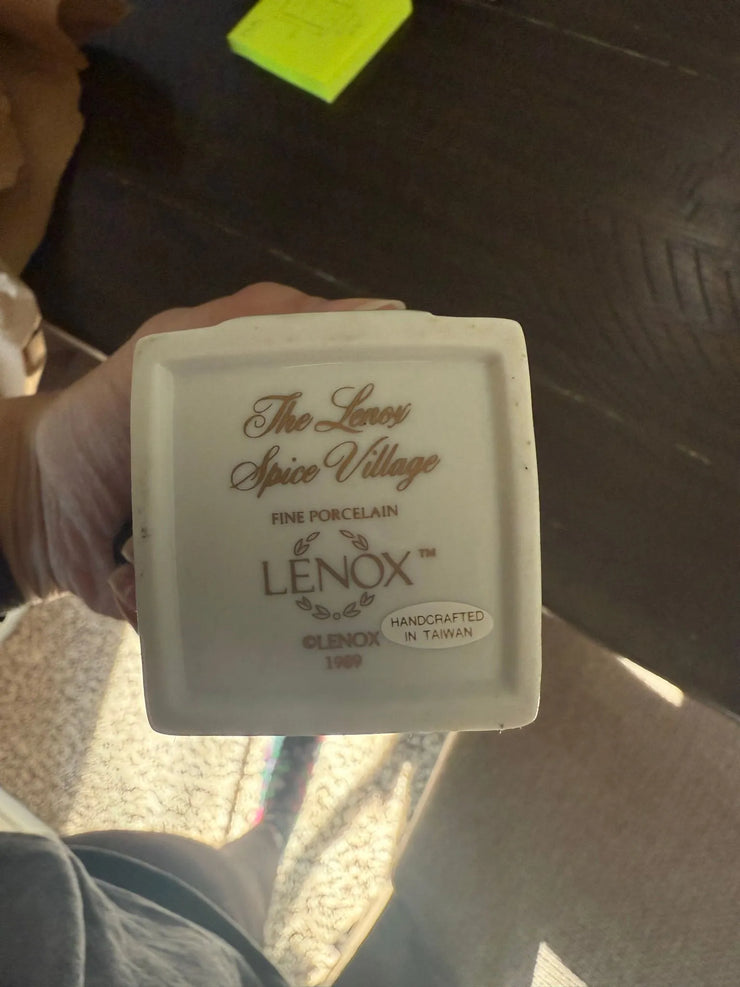 The Lenox
Spice Village
FINE PORCELAIN
LENOX™
©LENOX
1989
HANDCRAFTED
IN TAIWAN